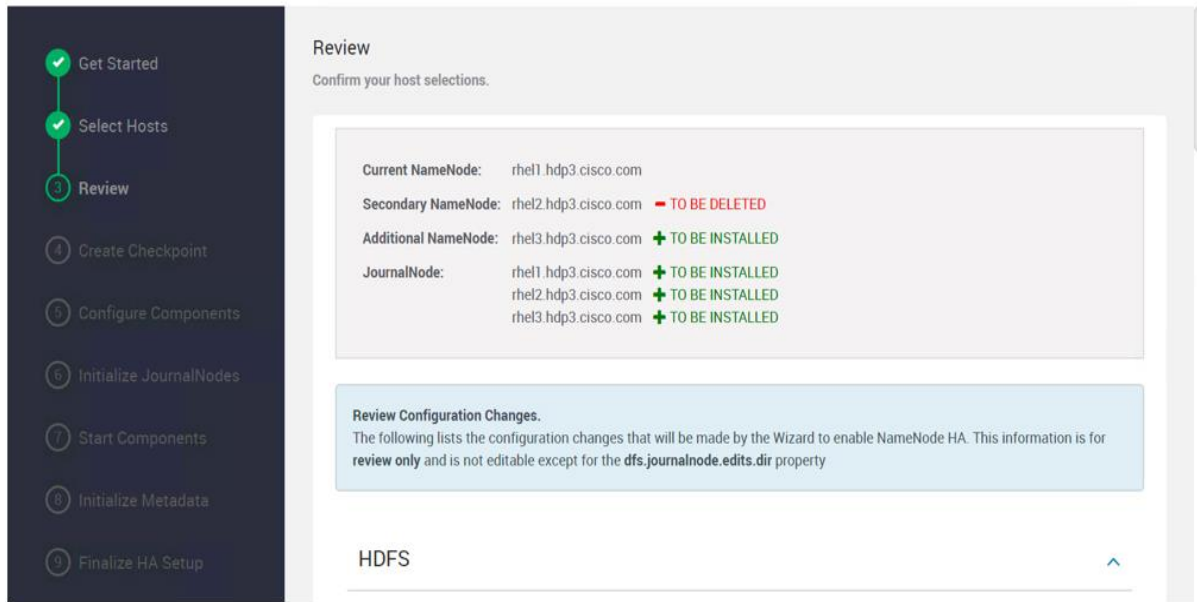 Get Started
Select Hosts
3 Review
4 Create Checkpoint
5 Configure Components
6 Initialize JournalNodes
7 Start Components
8 Initialize Metadata
9 Finalize HA Setup
Review
Confirm your host selections.
Current NameNode: rhel1.hdp3.cisco.com
Secondary NameNode: rhel2.hdp3.cisco.com – TO BE DELETED
Additional NameNode: rhel3.hdp3.cisco.com + TO BE INSTALLED
JournalNode: rhel1.hdp3.cisco.com + TO BE INSTALLED
rhel2.hdp3.cisco.com + TO BE INSTALLED
rhel3.hdp3.cisco.com + TO BE INSTALLED
Review Configuration Changes.
The following lists the configuration changes that will be made by the Wizard to enable NameNode HA. This information is for
review only and is not editable except for the dfs.journalnode.edits.dir property
HDFS